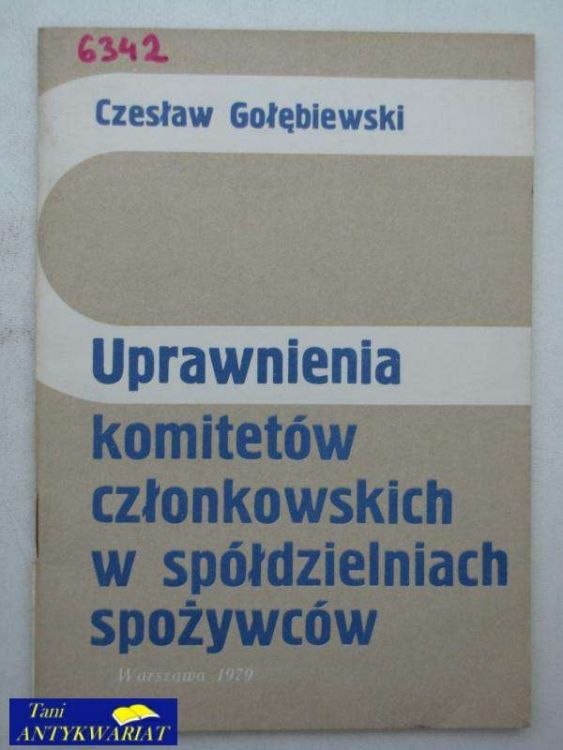 6342
Czesław Gołębiewski
Uprawnienia
komitetów
członkowskich
w spółdzielniach
spożywców
Warszawa 1979
Tani
ANTYKWARIAT